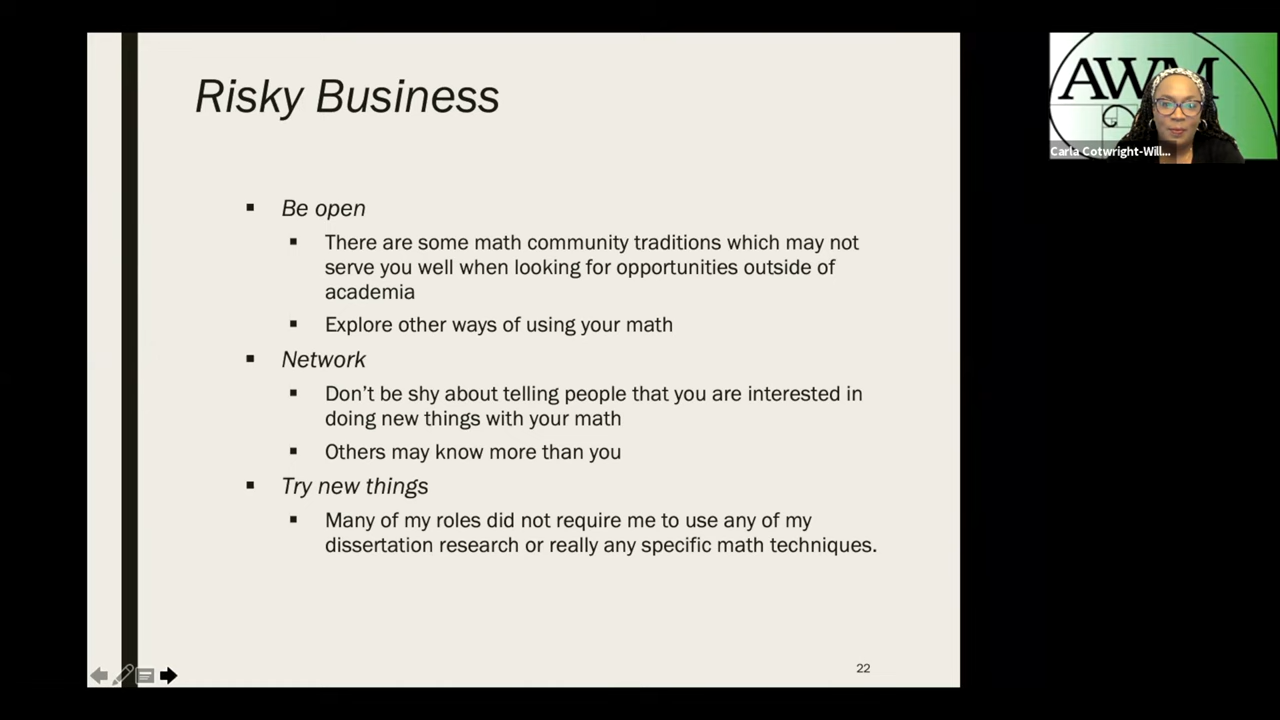 Risky Business
▪ Be open
▪ There are some math community traditions which may not
serve you well when looking for opportunities outside of
academia
▪ Explore other ways of using your math
▪ Network
▪ Don’t be shy about telling people that you are interested in
doing new things with your math
▪ Others may know more than you
▪ Try new things
▪ Many of my roles did not require me to use any of my
dissertation research or really any specific math techniques.
22
AWM
Carla Cotwright-Will...